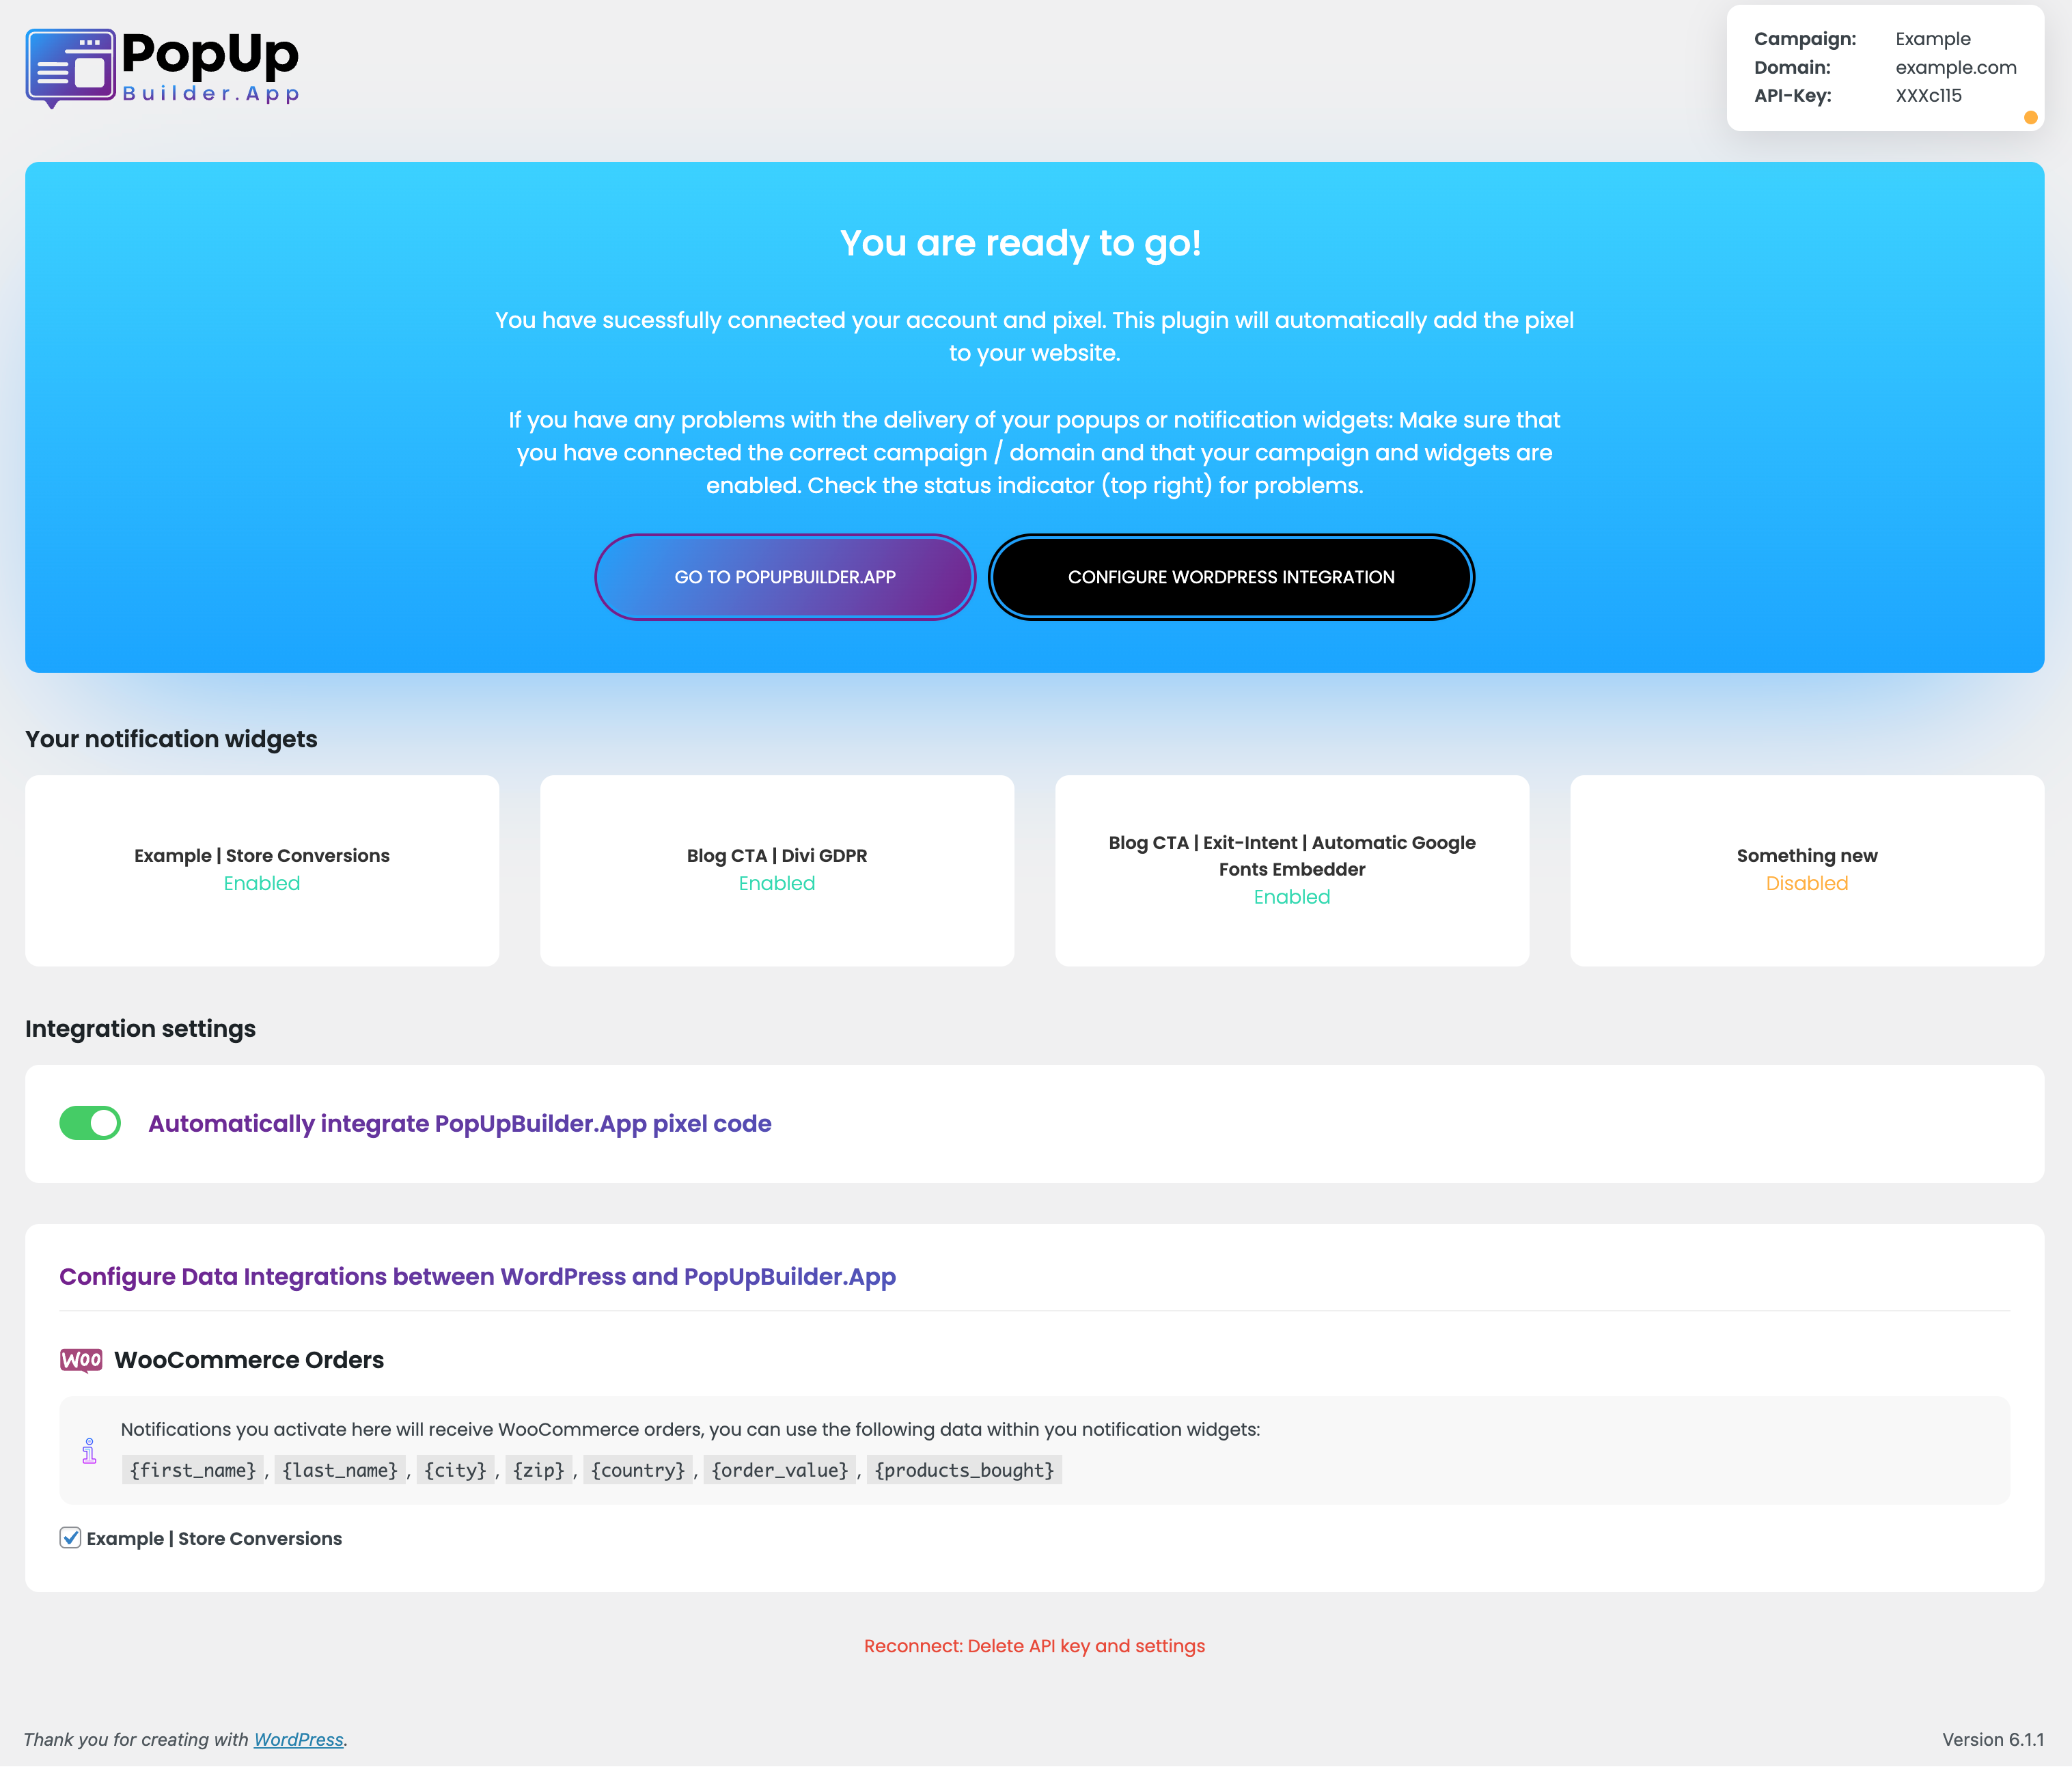 PopUp
Builder.App
Campaign: Example
Domain: example.com
API-Key: XXXc115
You are ready to go!
You have sucessfully connected your account and pixel. This plugin will automatically add the pixel
to your website.
If you have any problems with the delivery of your popups or notification widgets: Make sure that
you have connected the correct campaign / domain and that your campaign and widgets are
enabled. Check the status indicator (top right) for problems.
GO TO POPUPBUILDER.APP
CONFIGURE WORDPRESS INTEGRATION
Your notification widgets
Example | Store Conversions
Enabled
Blog CTA | Divi GDPR
Enabled
Blog CTA | Exit-Intent | Automatic Google
Fonts Embedder
Enabled
Something new
Disabled
Integration settings
Automatically integrate PopUpBuilder.App pixel code
Configure Data Integrations between WordPress and PopUpBuilder.App
WOO WooCommerce Orders
Notifications you activate here will receive WooCommerce orders, you can use the following data within you notification widgets:
{first_name}, {last_name}, {city}, {zip}, {country}, {order_value}, {products_bought}
Example | Store Conversions
Reconnect: Delete API key and settings
Thank you for creating with WordPress.
Version 6.1.1